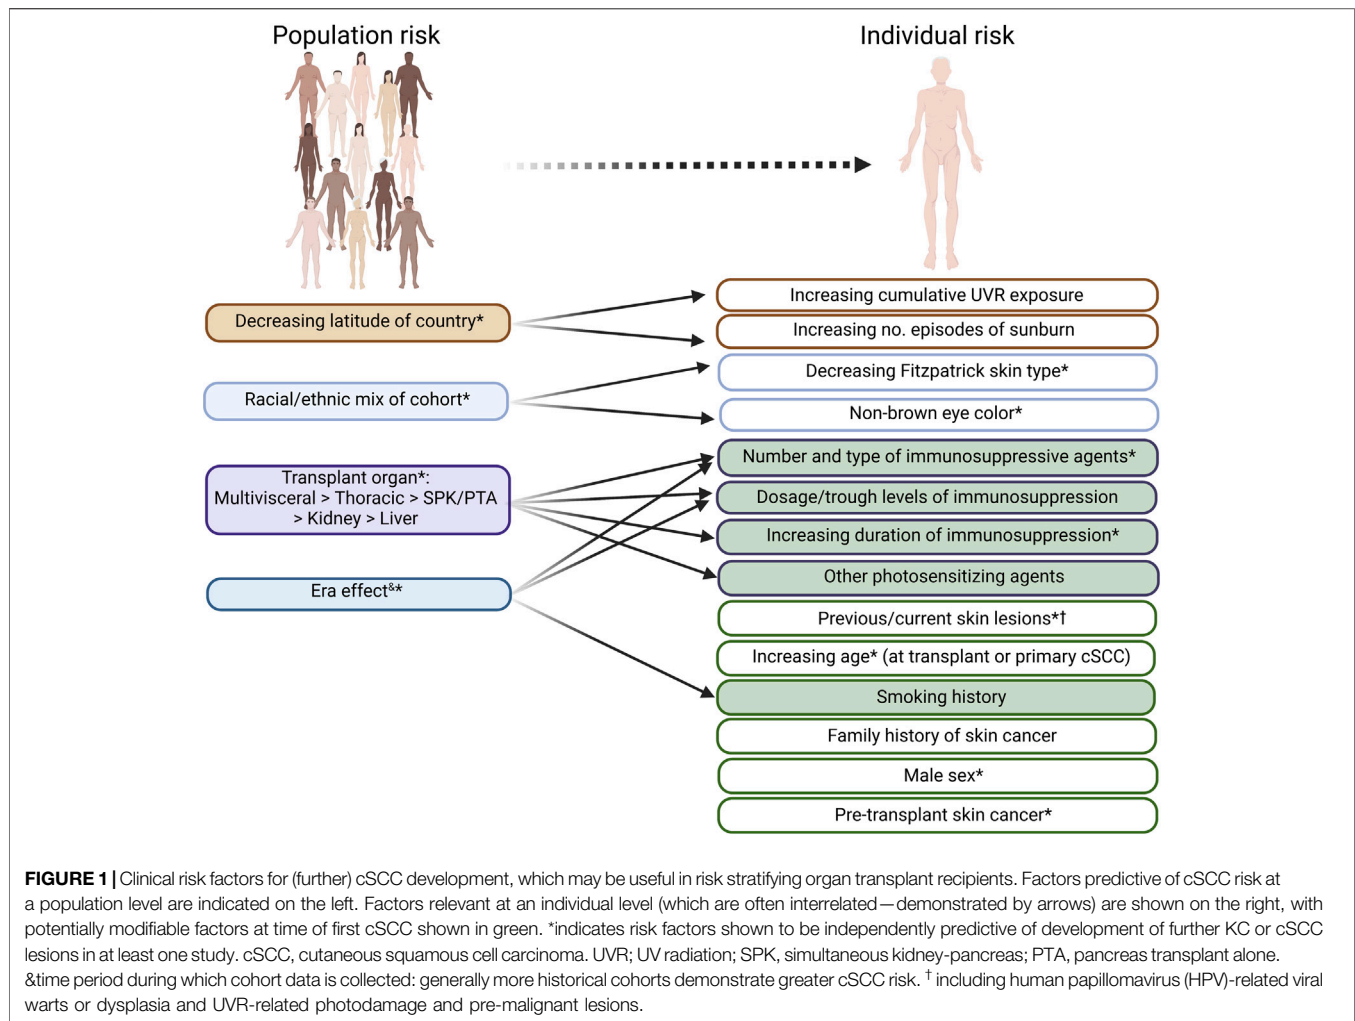 Population risk
Individual risk
Decreasing latitude of country*
Racial/ethnic mix of cohort*
Transplant organ*:
Multivisceral > Thoracic > SPK/PTA
> Kidney > Liver
Era effect&*
Increasing cumulative UVR exposure
Increasing no. episodes of sunburn
Decreasing Fitzpatrick skin type*
Non-brown eye color*
Number and type of immunosuppressive agents*
Dosage/trough levels of immunosuppression
Increasing duration of immunosuppression*
Other photosensitizing agents
Previous/current skin lesions*†
Increasing age* (at transplant or primary cSCC)
Smoking history
Family history of skin cancer
Male sex*
Pre-transplant skin cancer*
FIGURE 1 | Clinical risk factors for (further) cSCC development, which may be useful in risk stratifying organ transplant recipients. Factors predictive of cSCC risk at
a population level are indicated on the left. Factors relevant at an individual level (which are often interrelated—demonstrated by arrows) are shown on the right, with
potentially modifiable factors at time of first cSCC shown in green. *indicates risk factors shown to be independently predictive of development of further KC or cSCC
lesions in at least one study. cSCC, cutaneous squamous cell carcinoma. UVR; UV radiation; SPK, simultaneous kidney-pancreas; PTA, pancreas transplant alone.
&time period during which cohort data is collected: generally more historical cohorts demonstrate greater cSCC risk. † including human papillomavirus (HPV)-related viral
warts or dysplasia and UVR-related photodamage and pre-malignant lesions.